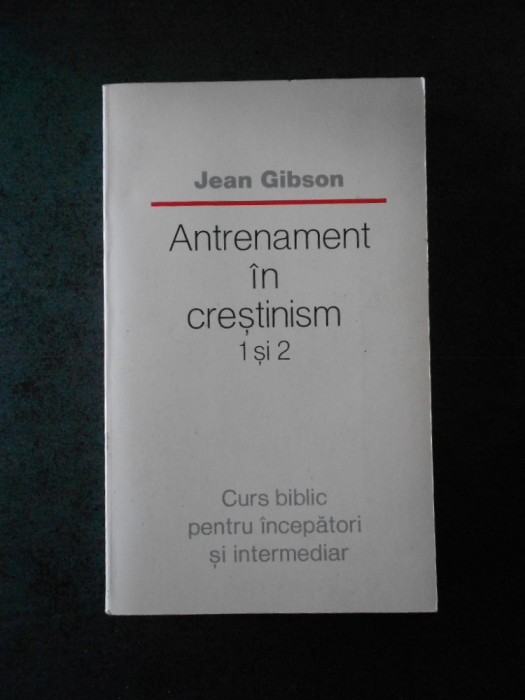 Jean Gibson
Antrenament
în
creștinism
1 și 2
Curs biblic
pentru începători
și intermediar